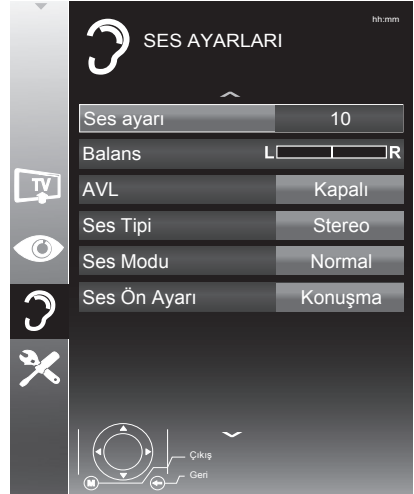 SES AYARLARI
hh:mm
Ses ayarı 10
Balans L R
TV
AVL Kapalı
Ses Tipi Stereo
Ses Modu Normal
Ses Ön Ayarı Konuşma
Çıkış
M
Geri